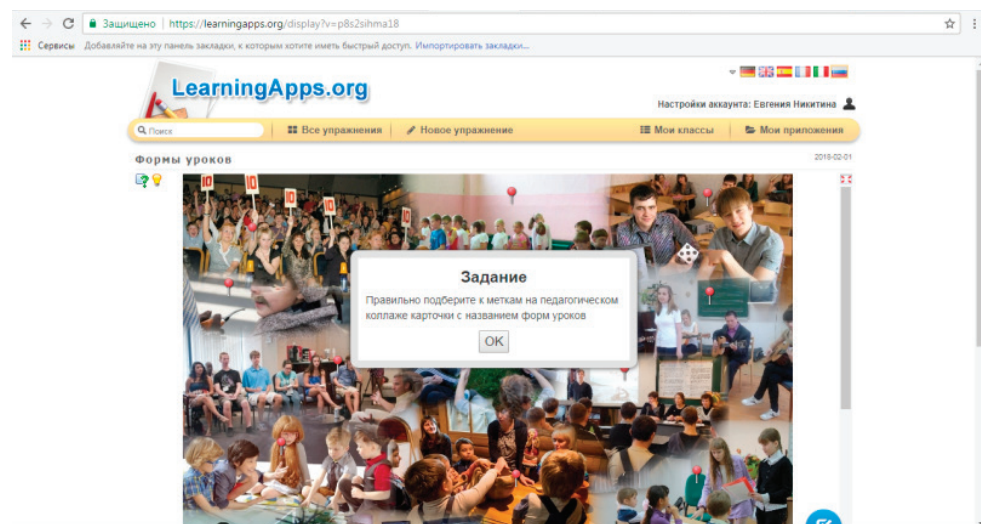 Защищено | https://learningapps.org/display?v=p8s2sihma18
Сервисы Добавляйте на эту панель закладки, к которым хотите иметь быстрый доступ. Импортировать закладки...
LearningApps.org
Настройки аккаунта: Евгения Никитина
Поиск Все упражнения Новое упражнение Мои классы Мои приложения
Формы уроков 2018-02-01
10 10 10
10
Задание
Правильно подберите к меткам на педагогическом
коллаже карточки с названием форм уроков
OK